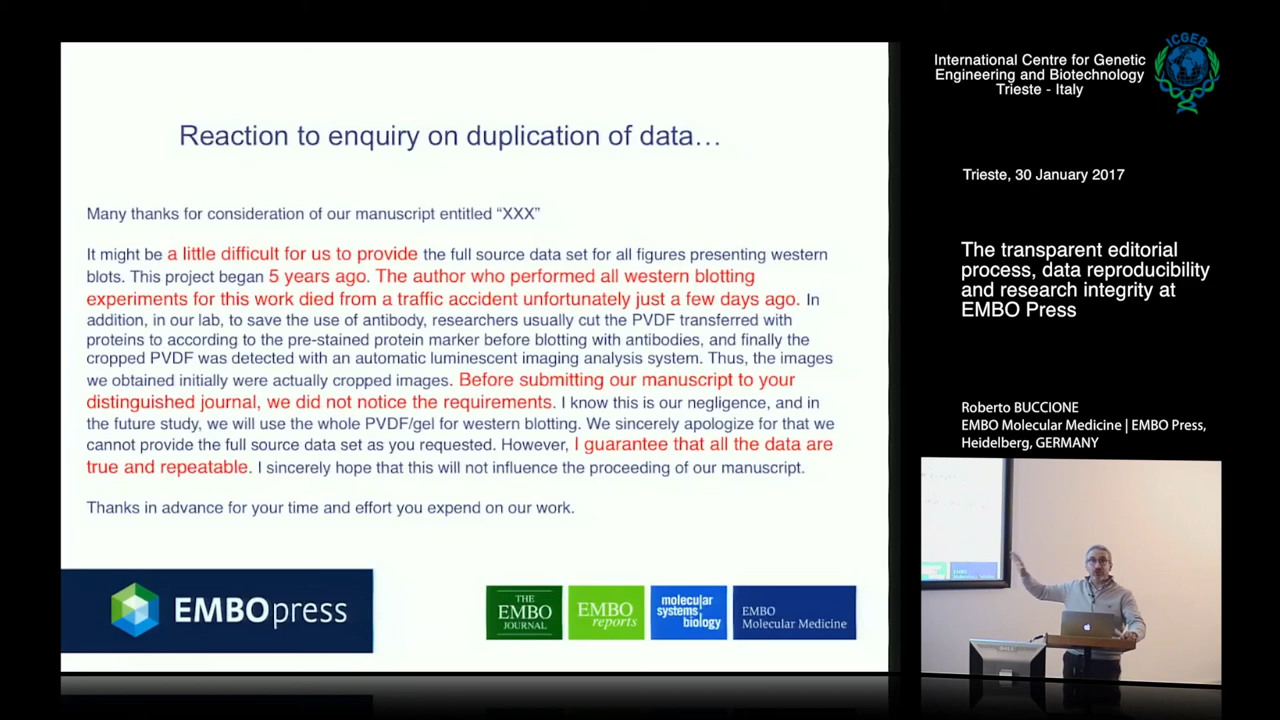 Reaction to enquiry on duplication of data…
Many thanks for consideration of our manuscript entitled “XXX”
It might be a little difficult for us to provide the full source data set for all figures presenting western
blots. This project began 5 years ago. The author who performed all western blotting
experiments for this work died from a traffic accident unfortunately just a few days ago. In
addition, in our lab, to save the use of antibody, researchers usually cut the PVDF transferred with
proteins to according to the pre-stained protein marker before blotting with antibodies, and finally the
cropped PVDF was detected with an automatic luminescent imaging analysis system. Thus, the images
we obtained initially were actually cropped images. Before submitting our manuscript to your
distinguished journal, we did not notice the requirements. I know this is our negligence, and in
the future study, we will use the whole PVDF/gel for western blotting. We sincerely apologize for that we
cannot provide the full source data set as you requested. However, I guarantee that all the data are
true and repeatable. I sincerely hope that this will not influence the proceeding of our manuscript.
Thanks in advance for your time and effort you expend on our work.
EMBOpress
THE
EMBO
JOURNAL
EMBO
reports
molecular
systems
biology
EMBO
Molecular Medicine
International Centre for Genetic
Engineering and Biotechnology
Trieste - Italy
ICGEB
Trieste, 30 January 2017
The transparent editorial
process, data reproducibility
and research integrity at
EMBO Press
Roberto BUCCIONE
EMBO Molecular Medicine | EMBO Press,
Heidelberg, GERMANY